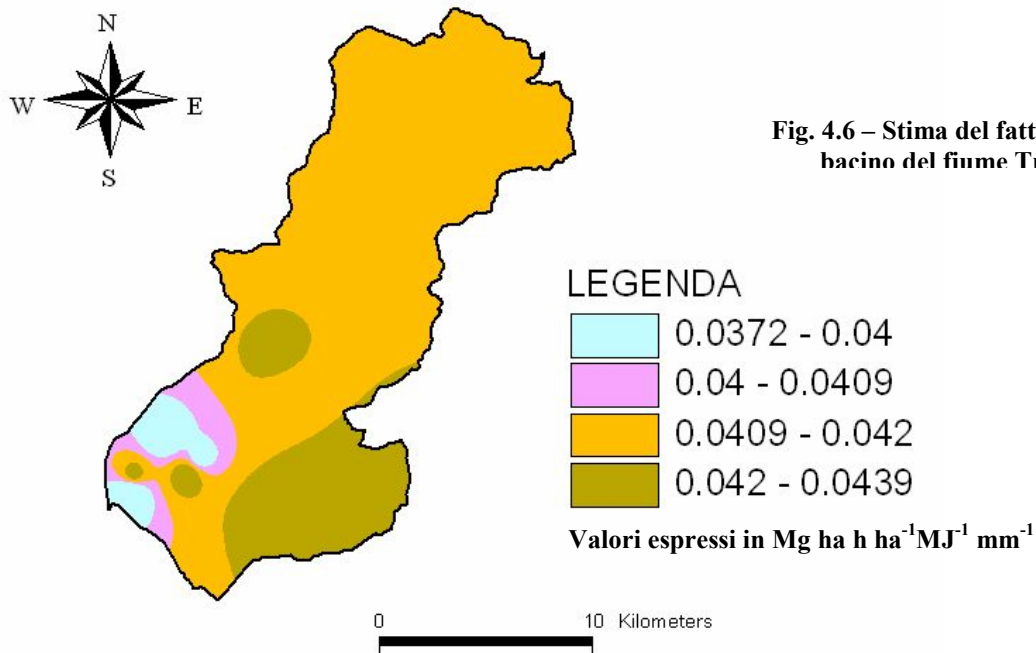 N
W E
S
Fig. 4.6 – Stima del
bacino del fiume
LEGENDA
0.0372 - 0.04
0.04 - 0.0409
0.0409 - 0.042
0.042 - 0.0439
Valori espressi in Mg ha h ha⁻¹MJ⁻¹ mm⁻¹
0 10 Kilometers